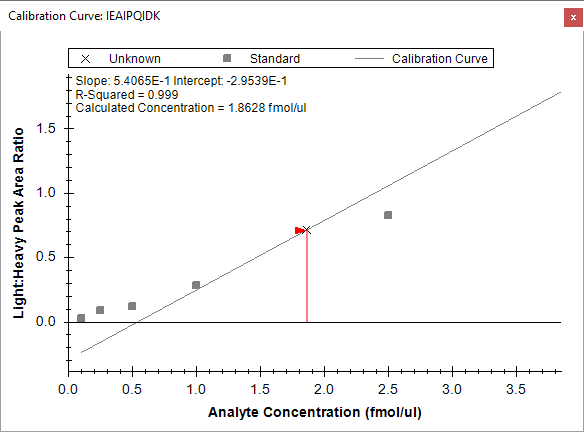 Calibration Curve: IEAIPQIDK
x
Unknown Standard Calibration Curve
Slope: 5.4065E-1 Intercept: -2.9539E-1
R-Squared = 0.999
Calculated Concentration = 1.8628 fmol/ul
Light:Heavy Peak Area Ratio
1.5
1.0
0.5
0.0
0.0 0.5 1.0 1.5 2.0 2.5 3.0 3.5
Analyte Concentration (fmol/ul)